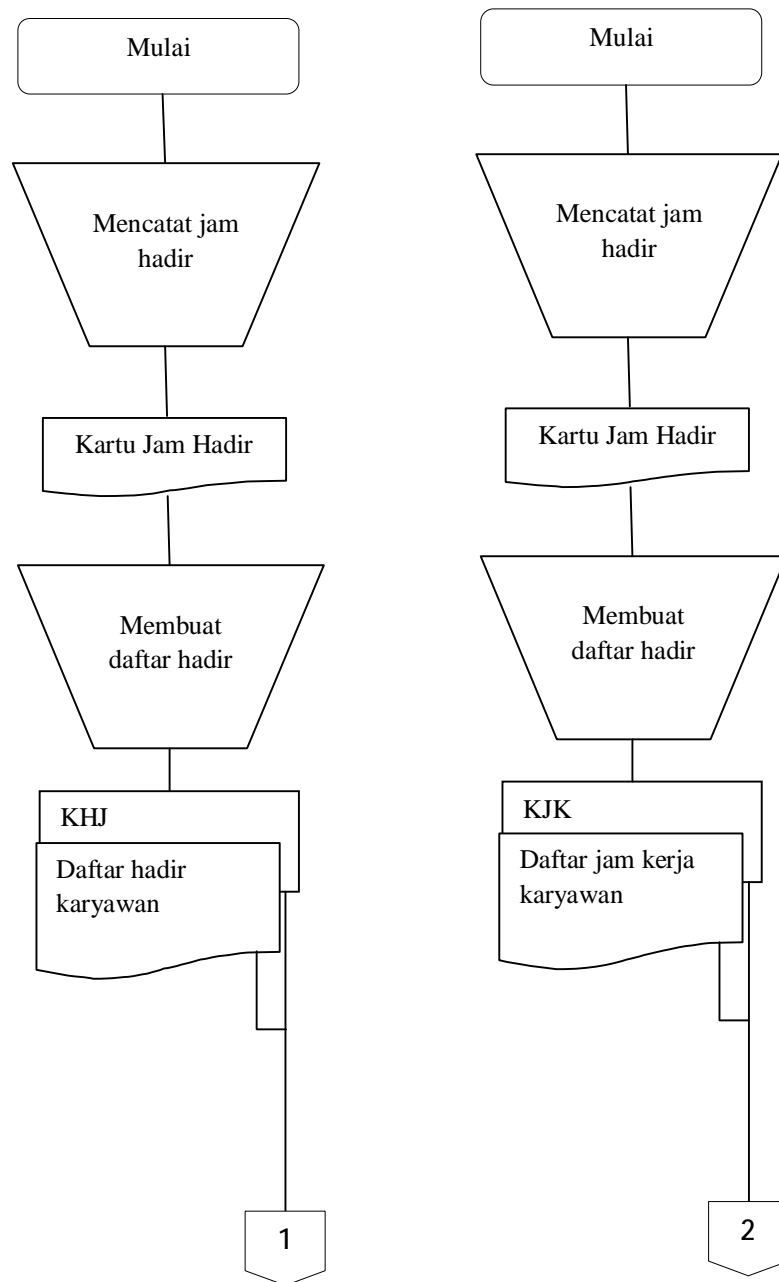 Mulai
Mencatat jam
hadir
Kartu Jam Hadir
Membuat
daftar hadir
KHJ
Daftar hadir
karyawan
1
Mulai
Mencatat jam
hadir
Kartu Jam Hadir
Membuat
daftar hadir
KJK
Daftar jam kerja
karyawan
2